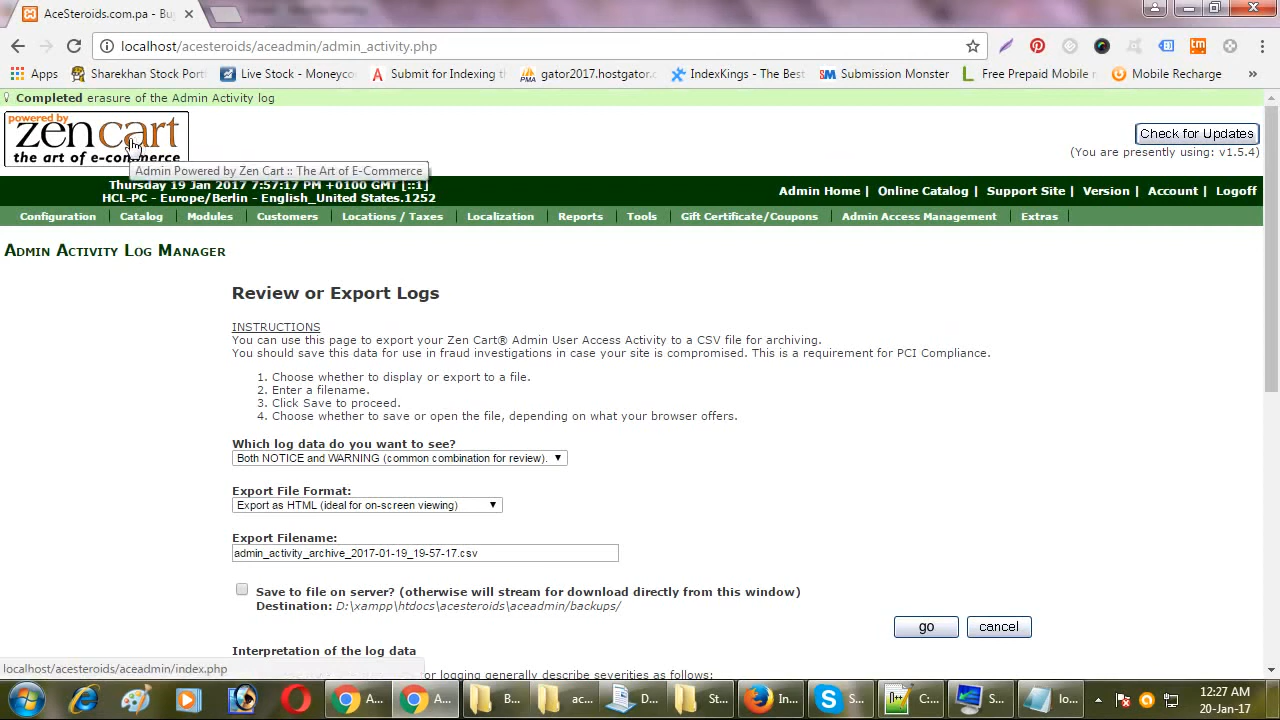 AceSteroids.com.pa - Bu
localhost/acesteroids/aceadmin/admin_activity.php
Apps Sharekhan Stock Port Live Stock - Moneyco Submit for Indexing t gator2017.hostgator.c IndexKings - The Best Submission Monster Free Prepaid Mobile Mobile Recharge »
Completed erasure of the Admin Activity log
powered by
zen cart
the art of e-commerce
Check for Updates
(You are presently using: v1.5.4)
Admin Powered by Zen Cart :: The Art of E-Commerce
Thursday 19 Jan 2017 7:57:17 PM +0100 GMT [::1]
HCL-PC - Europe/Berlin - English_United States.1252
Admin Home | Online Catalog | Support Site | Version | Account | Logoff
Configuration | Catalog | Modules | Customers | Locations / Taxes | Localization | Reports | Tools | Gift Certificate/Coupons | Admin Access Management | Extras |
Admin Activity Log Manager
Review or Export Logs
INSTRUCTIONS
You can use this page to export your Zen Cart® Admin User Access Activity to a CSV file for archiving.
You should save this data for use in fraud investigations in case your site is compromised. This is a requirement for PCI Compliance.
1. Choose whether to display or export to a file.
2. Enter a filename.
3. Click Save to proceed.
4. Choose whether to save or open the file, depending on what your browser offers.
Which log data do you want to see?
Both NOTICE and WARNING (common combination for review).
Export File Format:
Export as HTML (ideal for on-screen viewing)
Export Filename:
admin_activity_archive_2017-01-19_19-57-17.csv
Save to file on server? (otherwise will stream for download directly from this window)
Destination: D:\xampp\htdocs\acesteroids\aceadmin/backups/
go cancel
Interpretation of the log data
for logging generally describe severities as follows:
localhost/acesteroids/aceadmin/index.php
A... A... B... ac... D... St... In... S... C:... S... lo...
12:27 AM
20-Jan-17